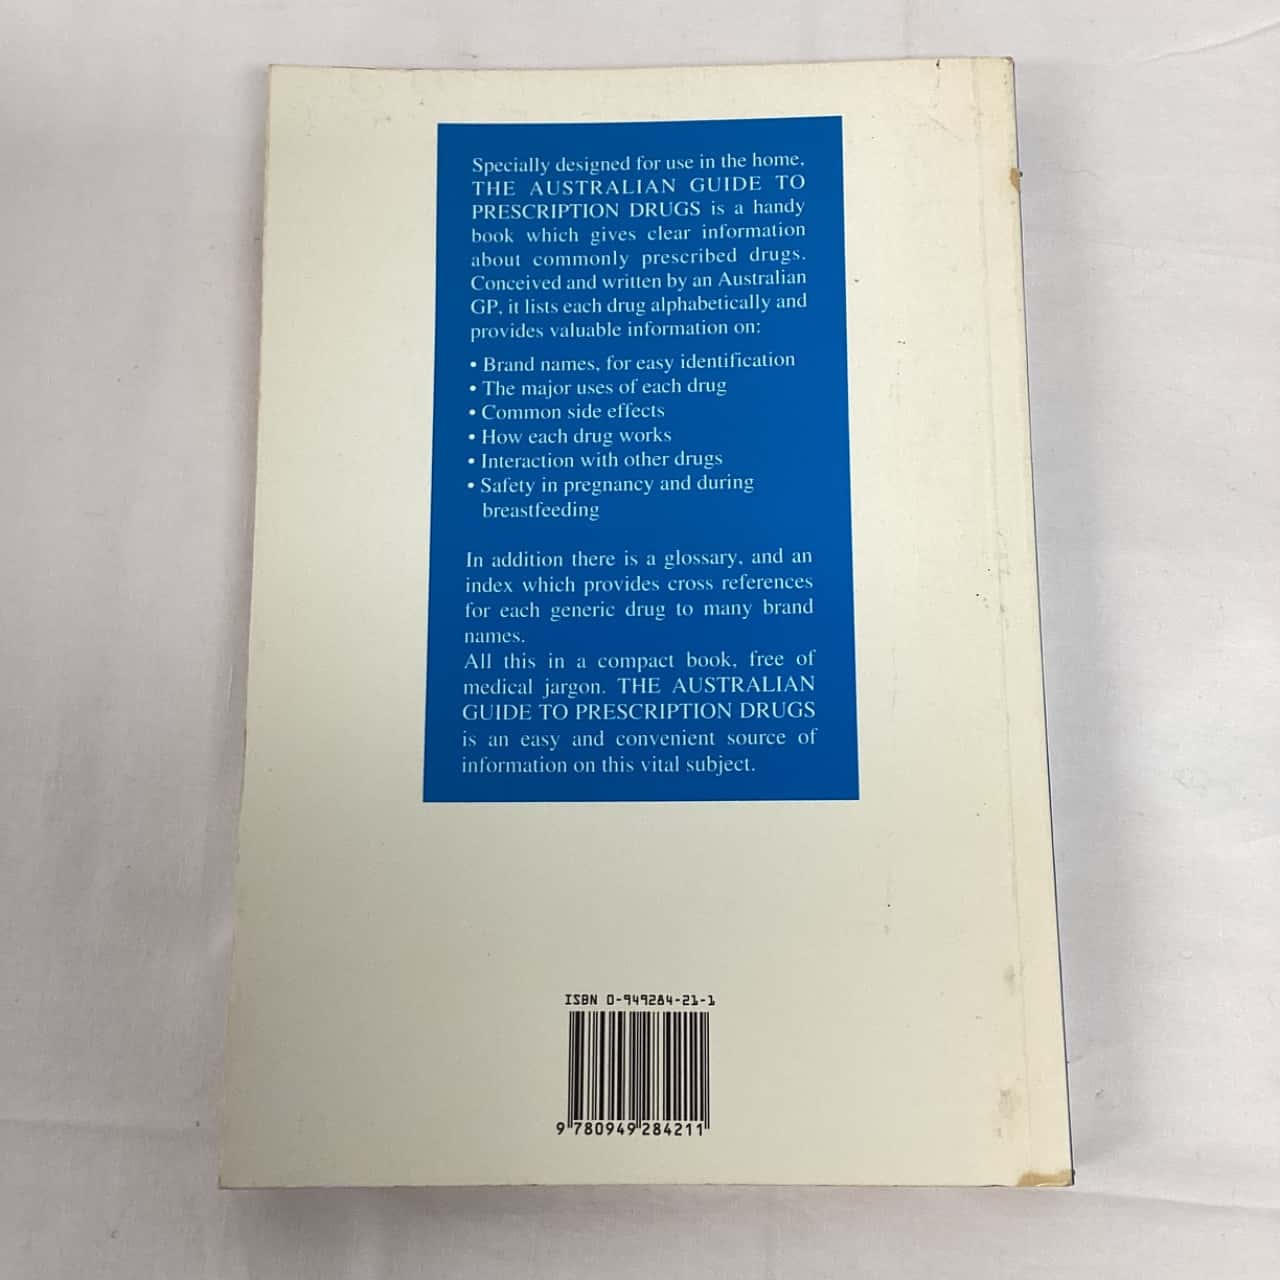 Specially designed for use in the home,
THE AUSTRALIAN GUIDE TO
PRESCRIPTION DRUGS is a handy
book which gives clear information
about commonly prescribed drugs.
Conceived and written by an Australian
GP, it lists each drug alphabetically and
provides valuable information on:
• Brand names, for easy identification
• The major uses of each drug
• Common side effects
• How each drug works
• Interaction with other drugs
• Safety in pregnancy and during
breastfeeding
In addition there is a glossary, and an
index which provides cross references
for each generic drug to many brand
names.
All this in a compact book, free of
medical jargon. THE AUSTRALIAN
GUIDE TO PRESCRIPTION DRUGS
is an easy and convenient source of
information on this vital subject.
ISBN 0-949284-21-1
9 780949 284211